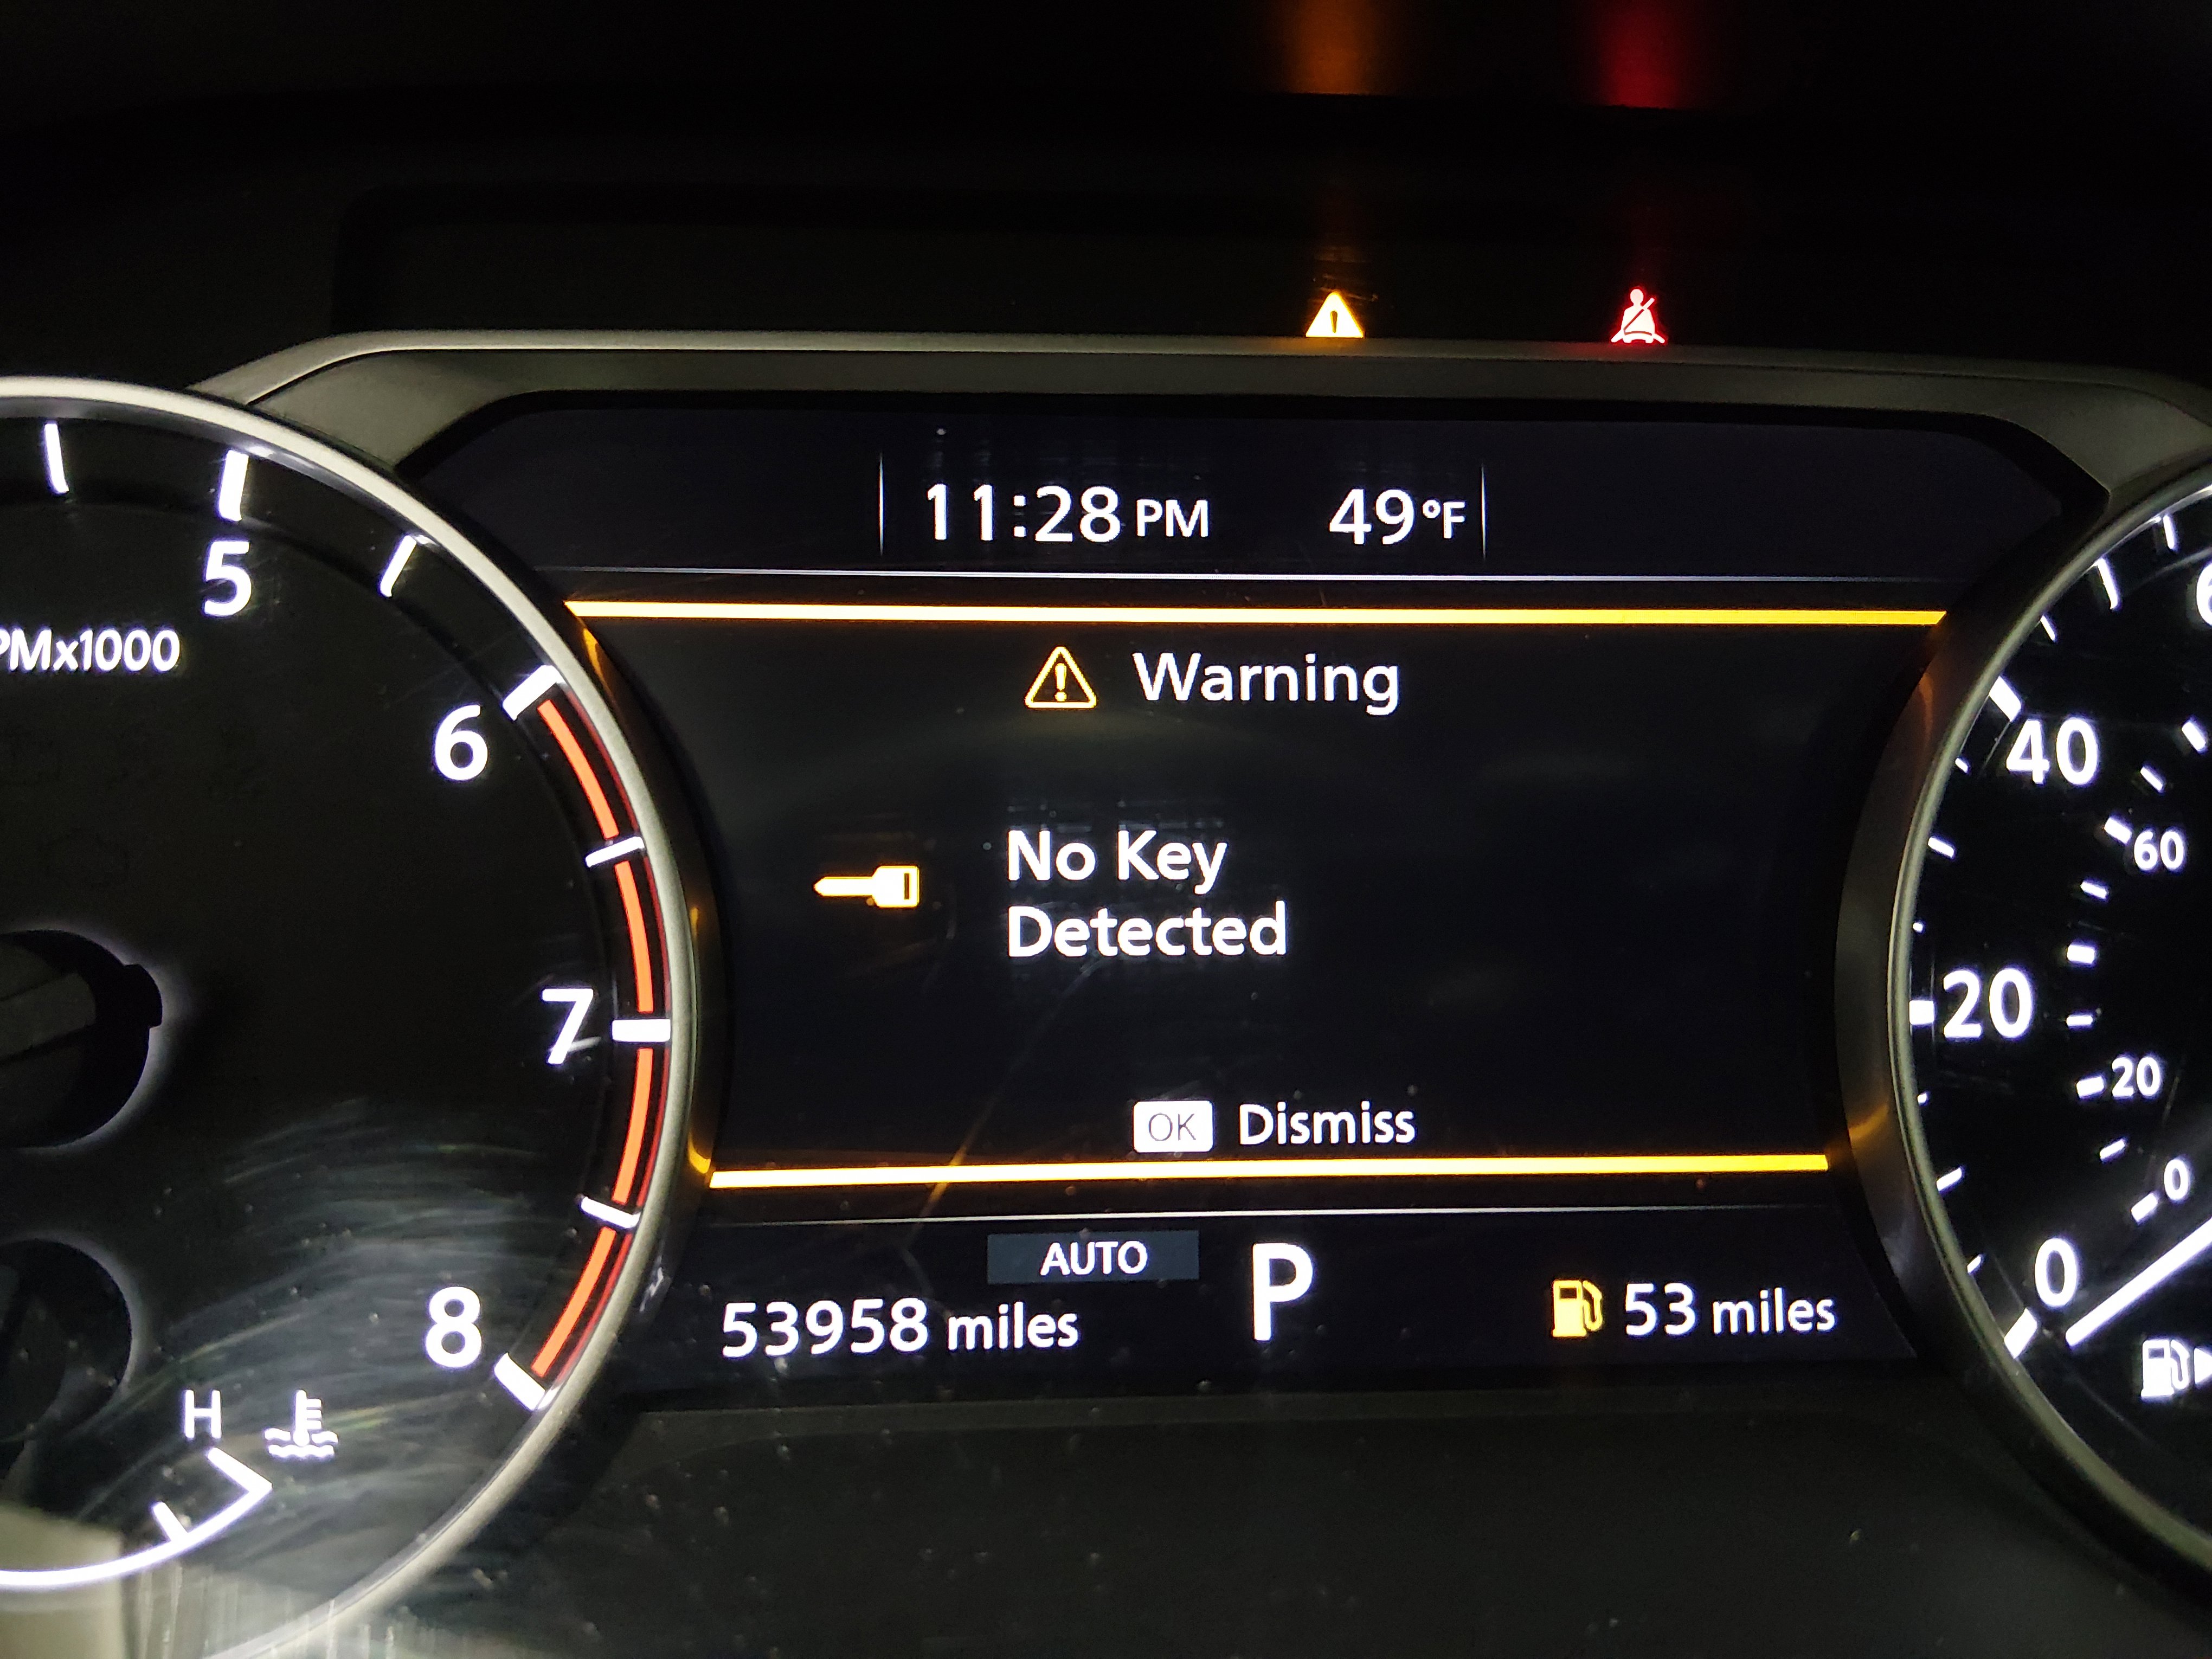 11:28 PM 49°F
Warning
No Key
Detected
OK Dismiss
AUTO
53958 miles P 53 miles
5
PMx1000
6
7
8
H
40
60
20
20
0
0